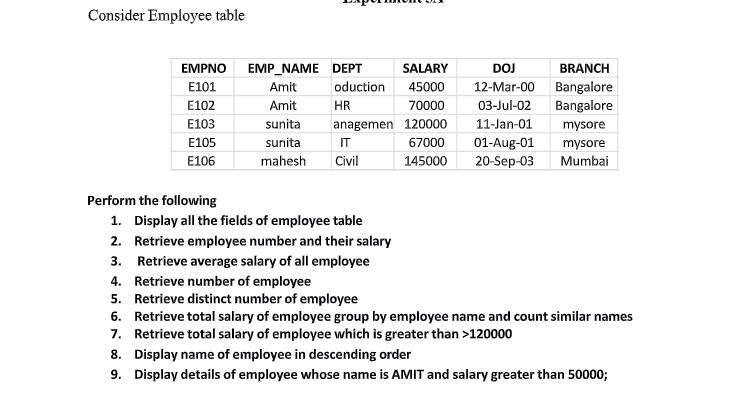 Consider Employee table
EMPNO EMP_NAME DEPT SALARY DOJ BRANCH
E101 Amit oduction 45000 12-Mar-00 Bangalore
E102 Amit HR 70000 03-Jul-02 Bangalore
E103 sunita anagemen 120000 11-Jan-01 mysore
E105 sunita IT 67000 01-Aug-01 mysore
E106 mahesh Civil 145000 20-Sep-03 Mumbai
Perform the following
1. Display all the fields of employee table
2. Retrieve employee number and their salary
3. Retrieve average salary of all employee
4. Retrieve number of employee
5. Retrieve distinct number of employee
6. Retrieve total salary of employee group by employee name and count similar names
7. Retrieve total salary of employee which is greater than >120000
8. Display name of employee in descending order
9. Display details of employee whose name is AMIT and salary greater than 50000;